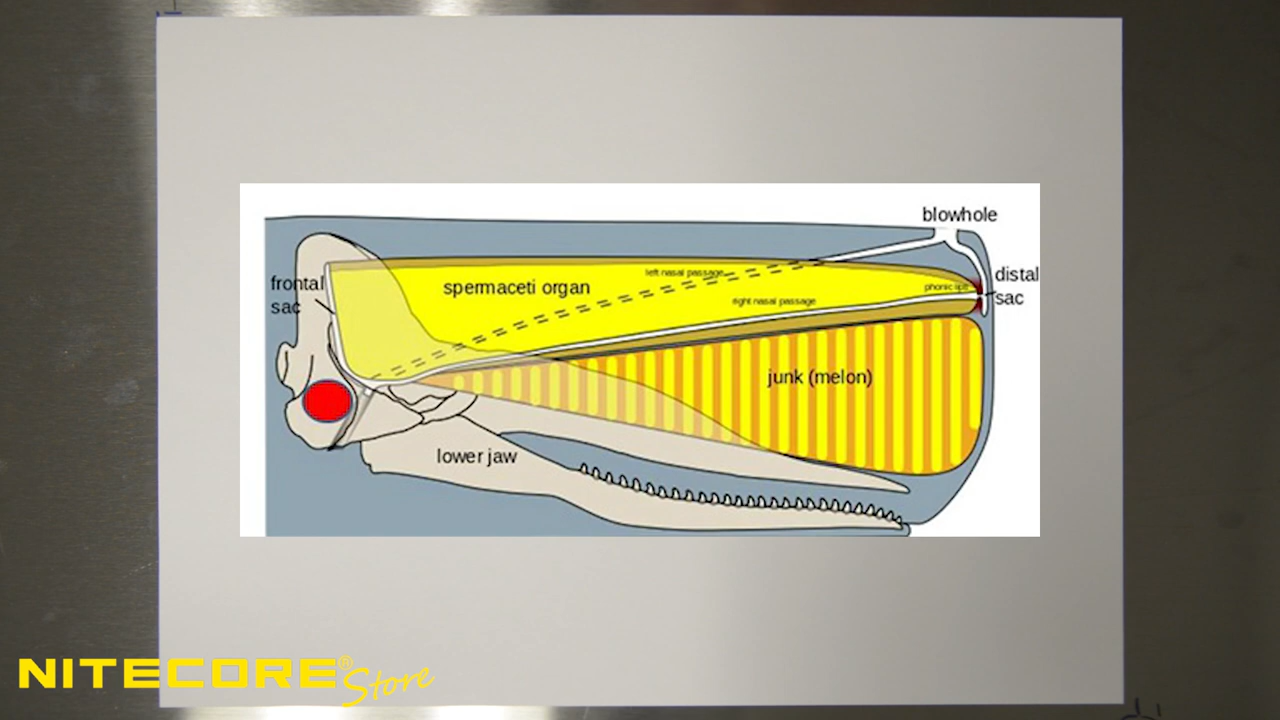 blowhole
frontal
sac
spermaceti organ
left nasal passage
right nasal passage
phonic lips
distal
sac
junk (melon)
lower jaw
NITECORE® Store